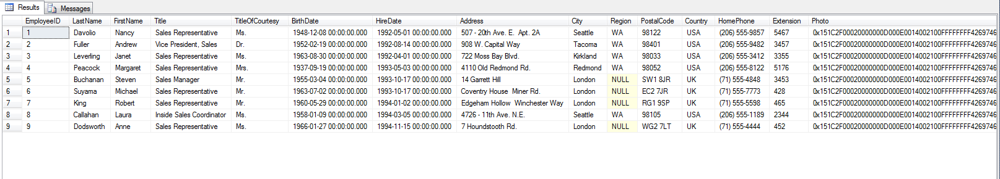 Results Messages
EmployeeID LastName FirstName Title TitleOfCourtesy BirthDate HireDate Address City Region PostalCode Country HomePhone Extension Photo
1 1 Davolio Nancy Sales Representative Ms. 1948-12-08 00:00:00.000 1992-05-01 00:00:00.000 507 - 20th Ave. E. Apt. 2A Seattle WA 98122 USA (206) 555-9857 5467 0x151C2F00020000000D000E0014002100FFFFFFFF4269746
2 2 Fuller Andrew Vice President, Sales Dr. 1952-02-19 00:00:00.000 1992-08-14 00:00:00.000 908 W. Capital Way Tacoma WA 98401 USA (206) 555-9482 3457 0x151C2F00020000000D000E0014002100FFFFFFFF4269746
3 3 Leverling Janet Sales Representative Ms. 1963-08-30 00:00:00.000 1992-04-01 00:00:00.000 722 Moss Bay Blvd. Kirkland WA 98033 USA (206) 555-3412 3355 0x151C2F00020000000D000E0014002100FFFFFFFF4269746
4 4 Peacock Margaret Sales Representative Mrs. 1937-09-19 00:00:00.000 1993-05-03 00:00:00.000 4110 Old Redmond Rd. Redmond WA 98052 USA (206) 555-8122 5176 0x151C2F00020000000D000E0014002100FFFFFFFF4269746
5 5 Buchanan Steven Sales Manager Mr. 1955-03-04 00:00:00.000 1993-10-17 00:00:00.000 14 Garrett Hill London NULL SW1 8JR UK (71) 555-4848 3453 0x151C2F00020000000D000E0014002100FFFFFFFF4269746
6 6 Suyama Michael Sales Representative Mr. 1963-07-02 00:00:00.000 1993-10-17 00:00:00.000 Coventry House Miner Rd. London NULL EC2 7JR UK (71) 555-7773 428 0x151C2F00020000000D000E0014002100FFFFFFFF4269746
7 7 King Robert Sales Representative Mr. 1960-05-29 00:00:00.000 1994-01-02 00:00:00.000 Edgeham Hollow Winchester Way London NULL RG1 9SP UK (71) 555-5598 465 0x151C2F00020000000D000E0014002100FFFFFFFF4269746
8 8 Callahan Laura Inside Sales Coordinator Ms. 1958-01-09 00:00:00.000 1994-03-05 00:00:00.000 4726 - 11th Ave. N.E. Seattle WA 98105 USA (206) 555-1189 2344 0x151C2F00020000000D000E0014002100FFFFFFFF4269746
9 9 Dodsworth Anne Sales Representative Ms. 1966-01-27 00:00:00.000 1994-11-15 00:00:00.000 7 Houndstooth Rd. London NULL WG2 7LT UK (71) 555-4444 452 0x151C2F00020000000D000E0014002100FFFFFFFF4269746